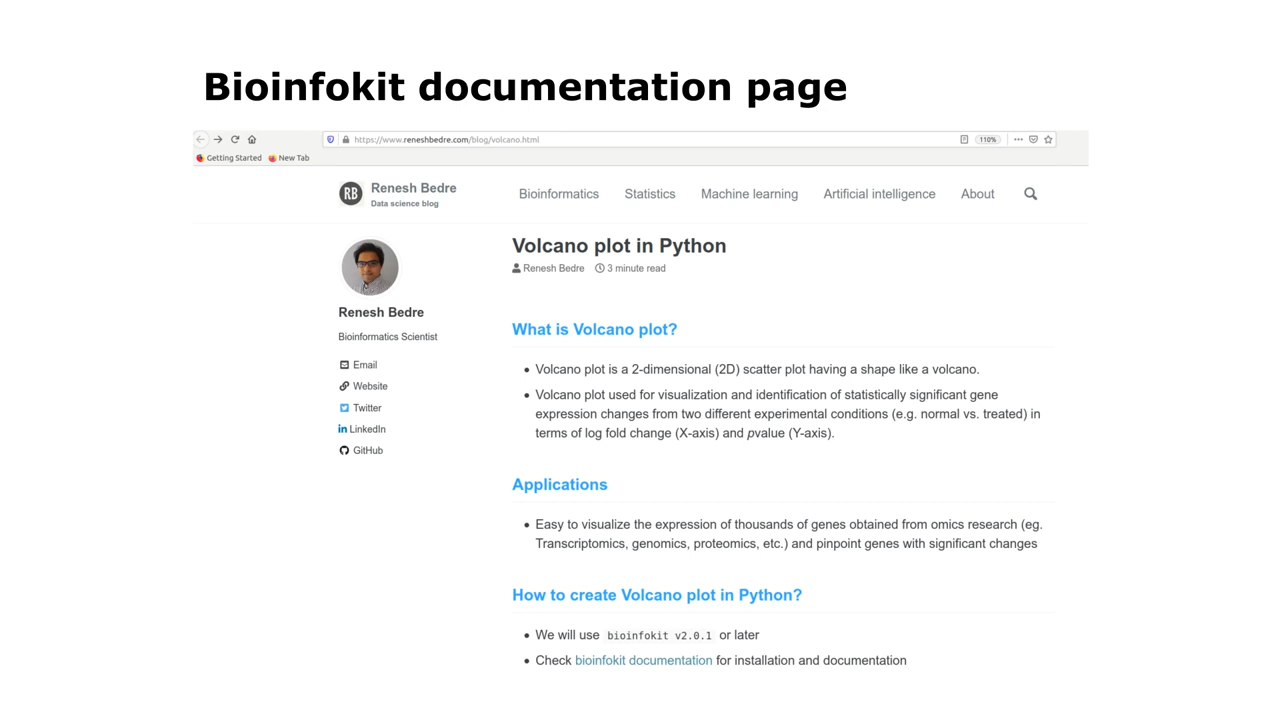 Bioinfokit documentation page
https://www.reneshbedre.com/blog/volcano.html
110%
Getting Started
New Tab
RB
Renesh Bedre
Data science blog
Bioinformatics
Statistics
Machine learning
Artificial intelligence
About
Renesh Bedre
Bioinformatics Scientist
Email
Website
Twitter
LinkedIn
GitHub
Volcano plot in Python
Renesh Bedre
3 minute read
What is Volcano plot?
• Volcano plot is a 2-dimensional (2D) scatter plot having a shape like a volcano.
• Volcano plot used for visualization and identification of statistically significant gene
expression changes from two different experimental conditions (e.g. normal vs. treated) in
terms of log fold change (X-axis) and pvalue (Y-axis).
Applications
• Easy to visualize the expression of thousands of genes obtained from omics research (eg.
Transcriptomics, genomics, proteomics, etc.) and pinpoint genes with significant changes
How to create Volcano plot in Python?
• We will use bioinfokit v2.0.1 or later
• Check bioinfokit documentation for installation and documentation